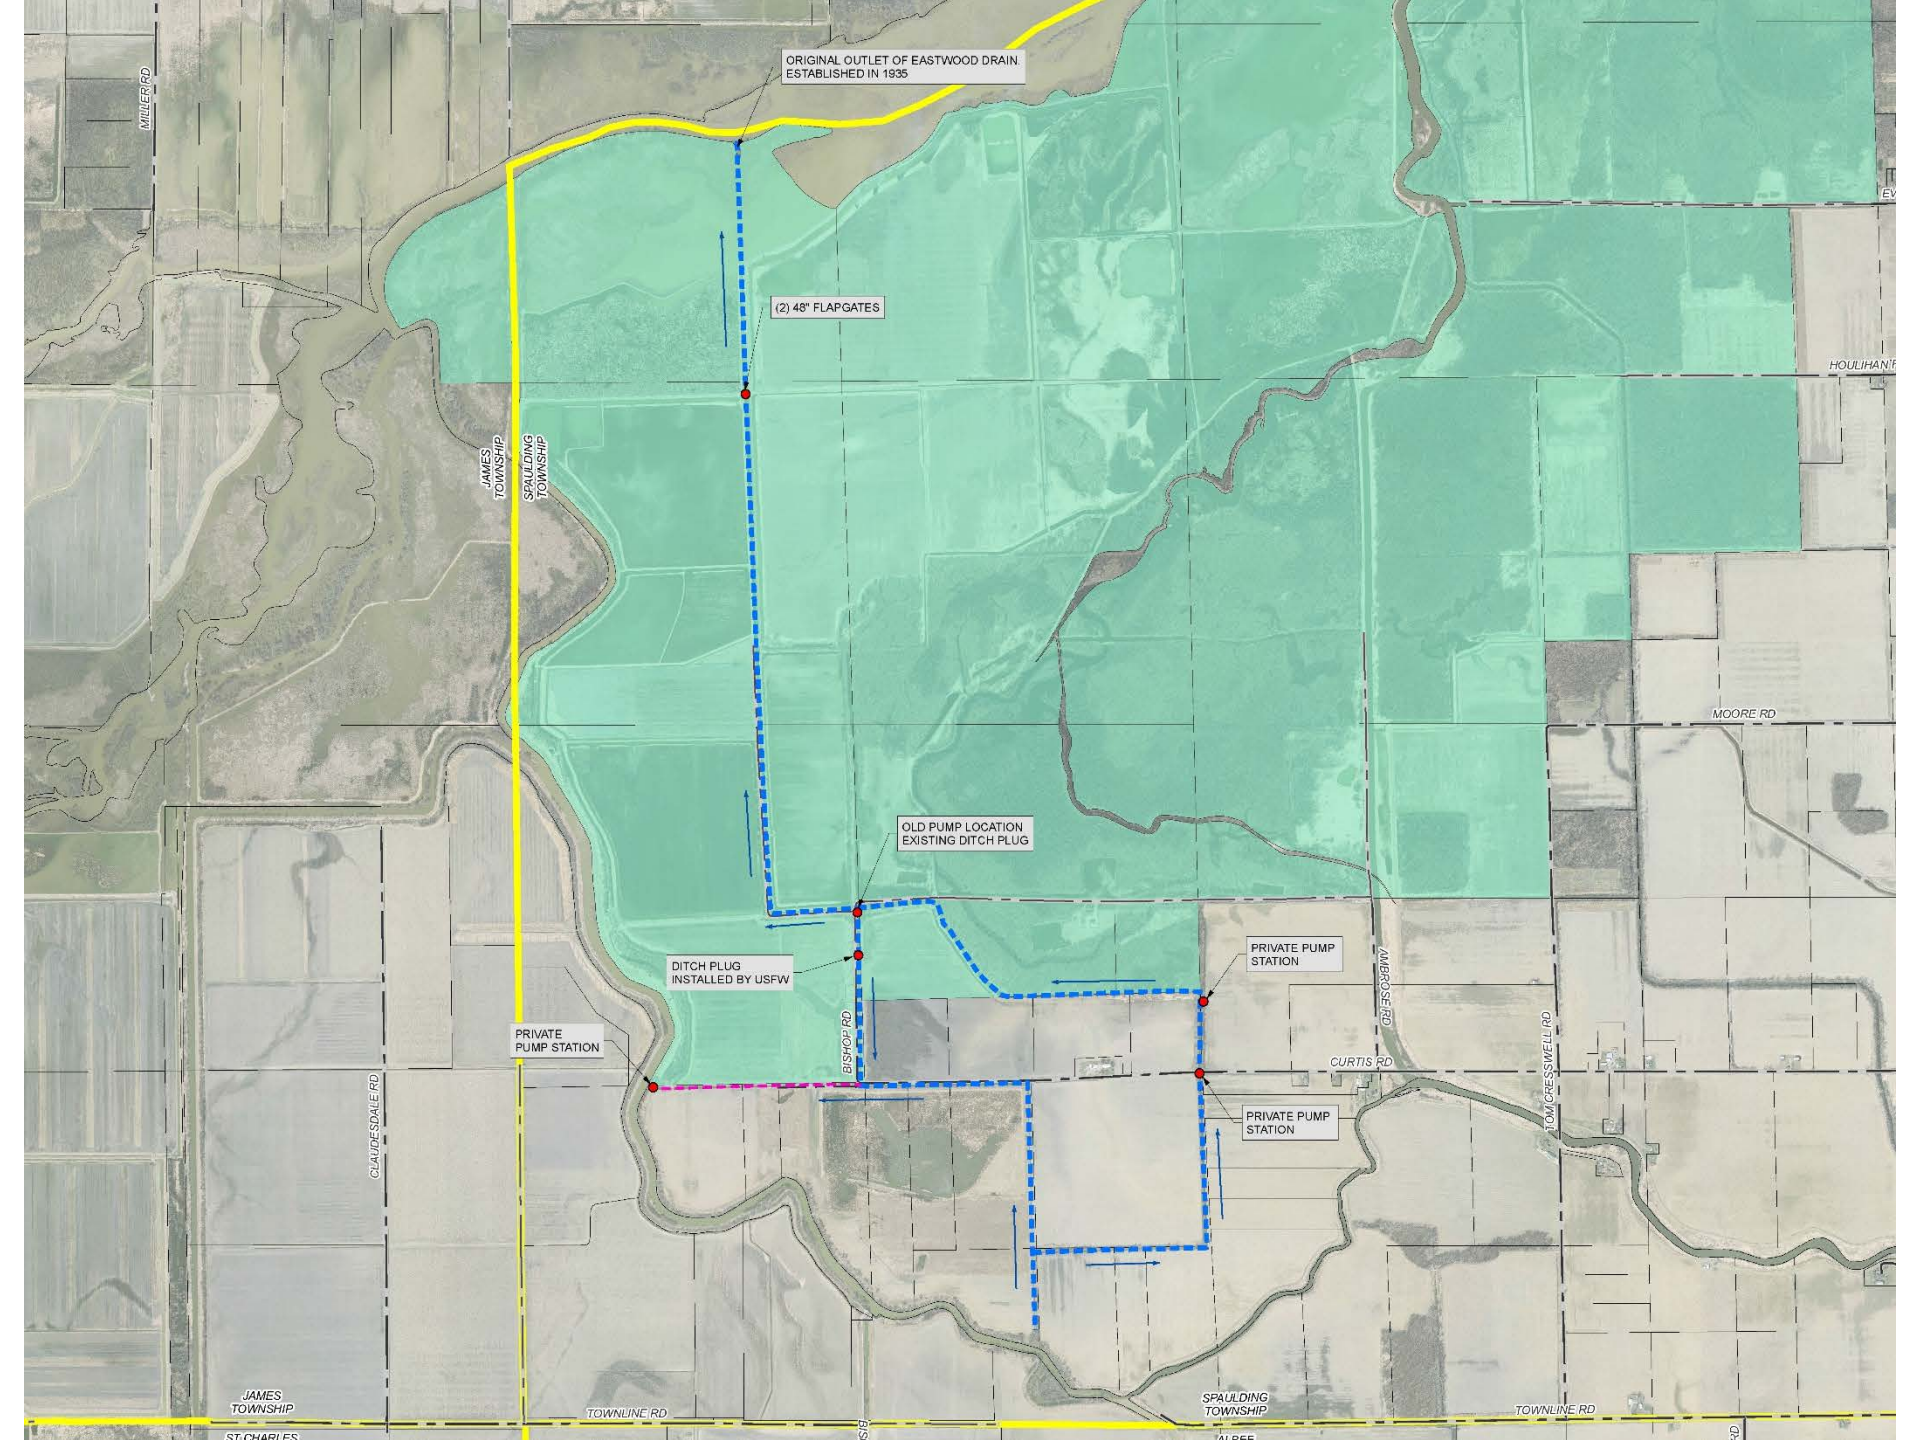 ORIGINAL OUTLET OF EASTWOOD DRAIN.
ESTABLISHED IN 1935
MILLER RD
(2) 48" FLAPGATES
HOULIHAN
JAMES
TOWNSHIP
SPAULDING
TOWNSHIP
MOORE RD
OLD PUMP LOCATION
EXISTING DITCH PLUG
DITCH PLUG
INSTALLED BY USFW
PRIVATE PUMP
STATION
PRIVATE
PUMP STATION
BISHOP RD
AMBROSE RD
TOM CRESSWELL RD
CURTIS RD
CLAUDESDALE RD
PRIVATE PUMP
STATION
JAMES
TOWNSHIP
SPAULDING
TOWNSHIP
TOWNLINE RD
TOWNLINE RD
ST CHARLES
RD